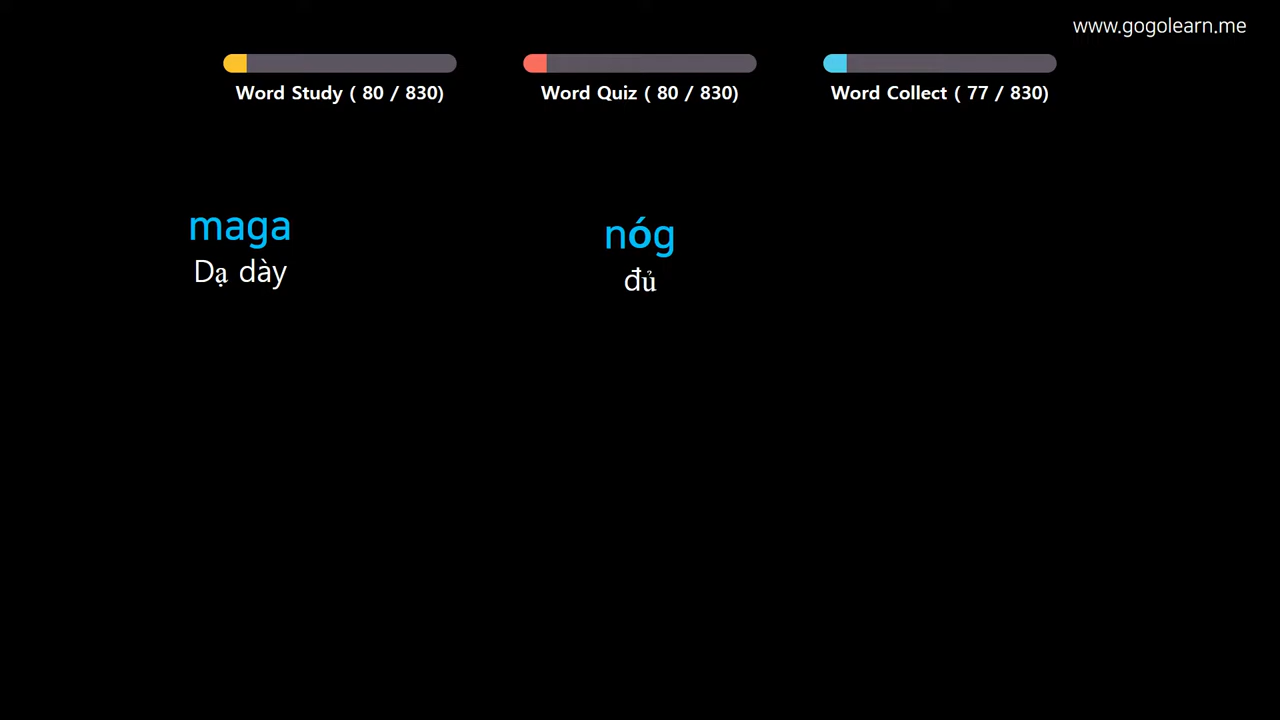 www.gogolearn.me
Word Study ( 80 / 830)
Word Quiz ( 80 / 830)
Word Collect ( 77 / 830)
maga
Dạ dày
nóg
đủ